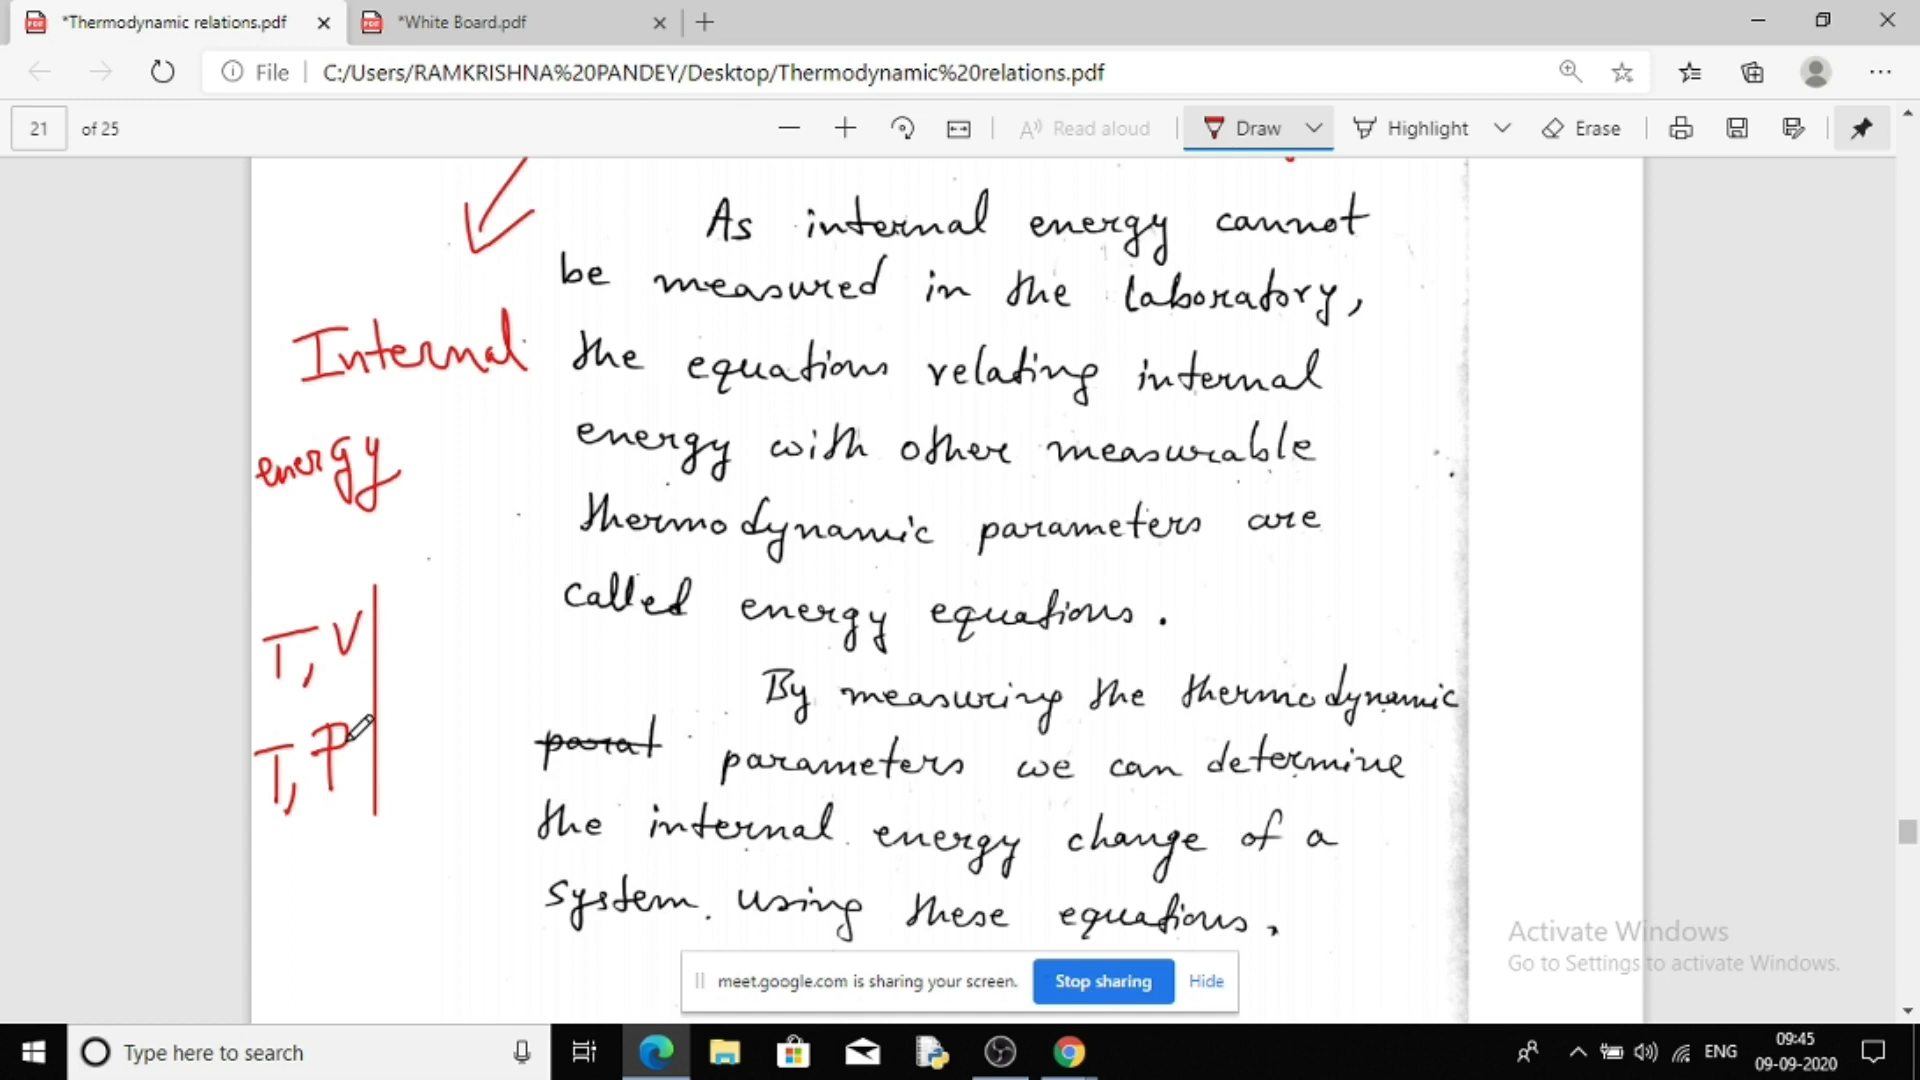 *Thermodynamic relations.pdf
*White Board.pdf
File C:/Users/RAMKRISHNA%20PANDEY/Desktop/Thermodynamic%20relations.pdf
21 of 25 Read aloud Draw Highlight Erase
As internal energy cannot
be measured in the laboratory,
Internal the equations relating internal
energy energy with other measurable
thermodynamic parameters are
called energy equations.
T, V
By measuring the thermodynamic
T, P parat parameters we can determine
the internal energy change of a
system. using these equations.
Activate Windows
Go to Settings to activate Windows.
meet.google.com is sharing your screen. Stop sharing Hide
Type here to search
ENG 09:45
09-09-2020